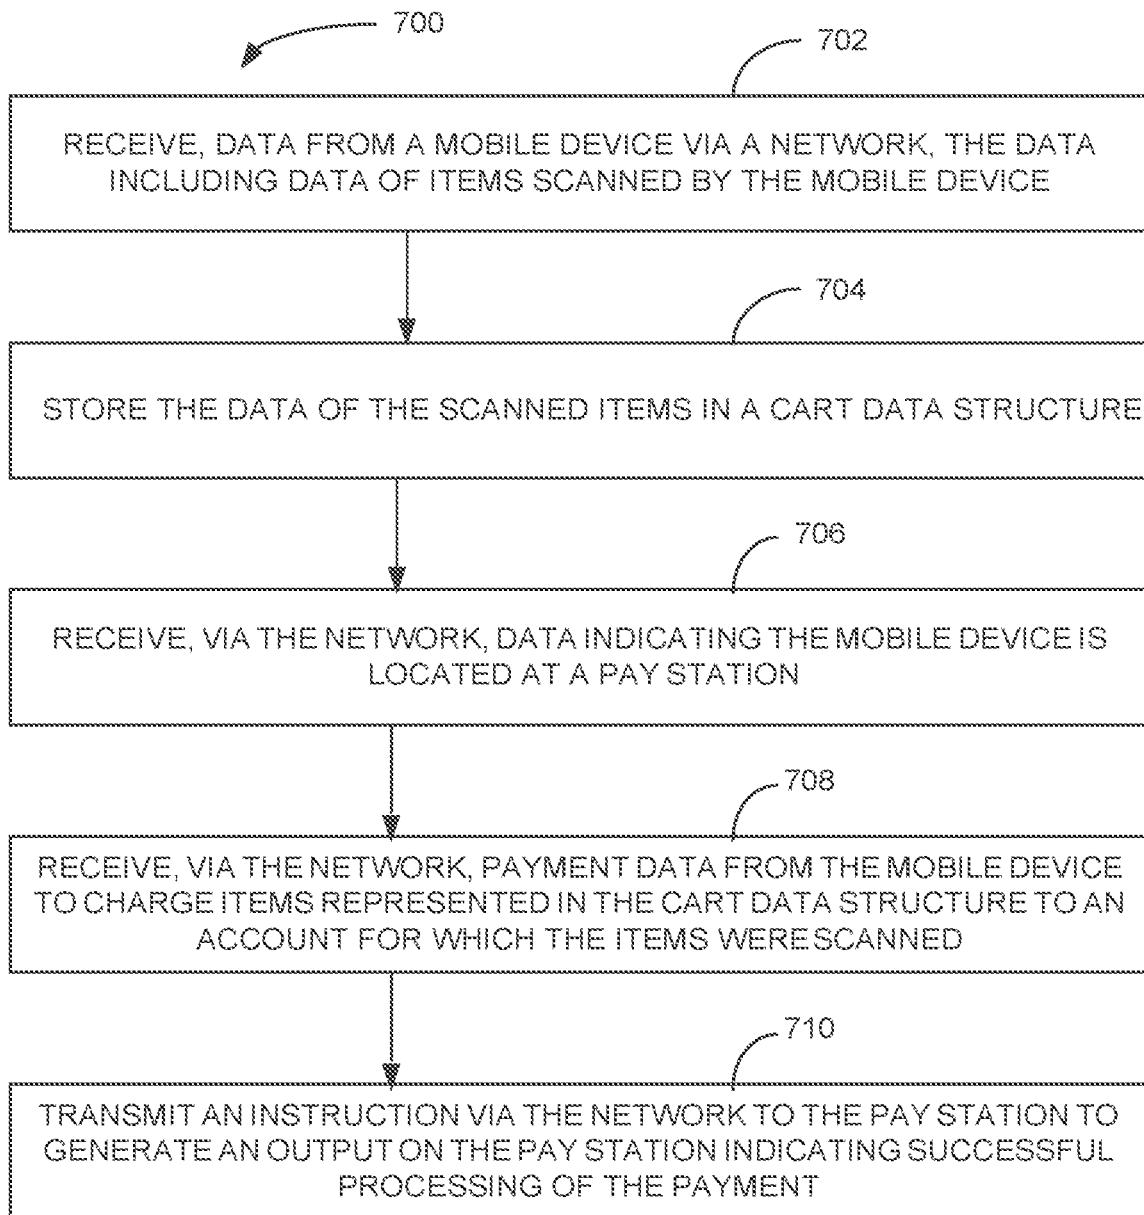 700
702
RECEIVE, DATA FROM A MOBILE DEVICE VIA A NETWORK, THE DATA
INCLUDING DATA OF ITEMS SCANNED BY THE MOBILE DEVICE
704
STORE THE DATA OF THE SCANNED ITEMS IN A CART DATA STRUCTURE
706
RECEIVE, VIA THE NETWORK, DATA INDICATING THE MOBILE DEVICE IS
LOCATED AT A PAY STATION
708
RECEIVE, VIA THE NETWORK, PAYMENT DATA FROM THE MOBILE DEVICE
TO CHARGE ITEMS REPRESENTED IN THE CART DATA STRUCTURE TO AN
ACCOUNT FOR WHICH THE ITEMS WERE SCANNED
710
TRANSMIT AN INSTRUCTION VIA THE NETWORK TO THE PAY STATION TO
GENERATE AN OUTPUT ON THE PAY STATION INDICATING SUCCESSFUL
PROCESSING OF THE PAYMENT